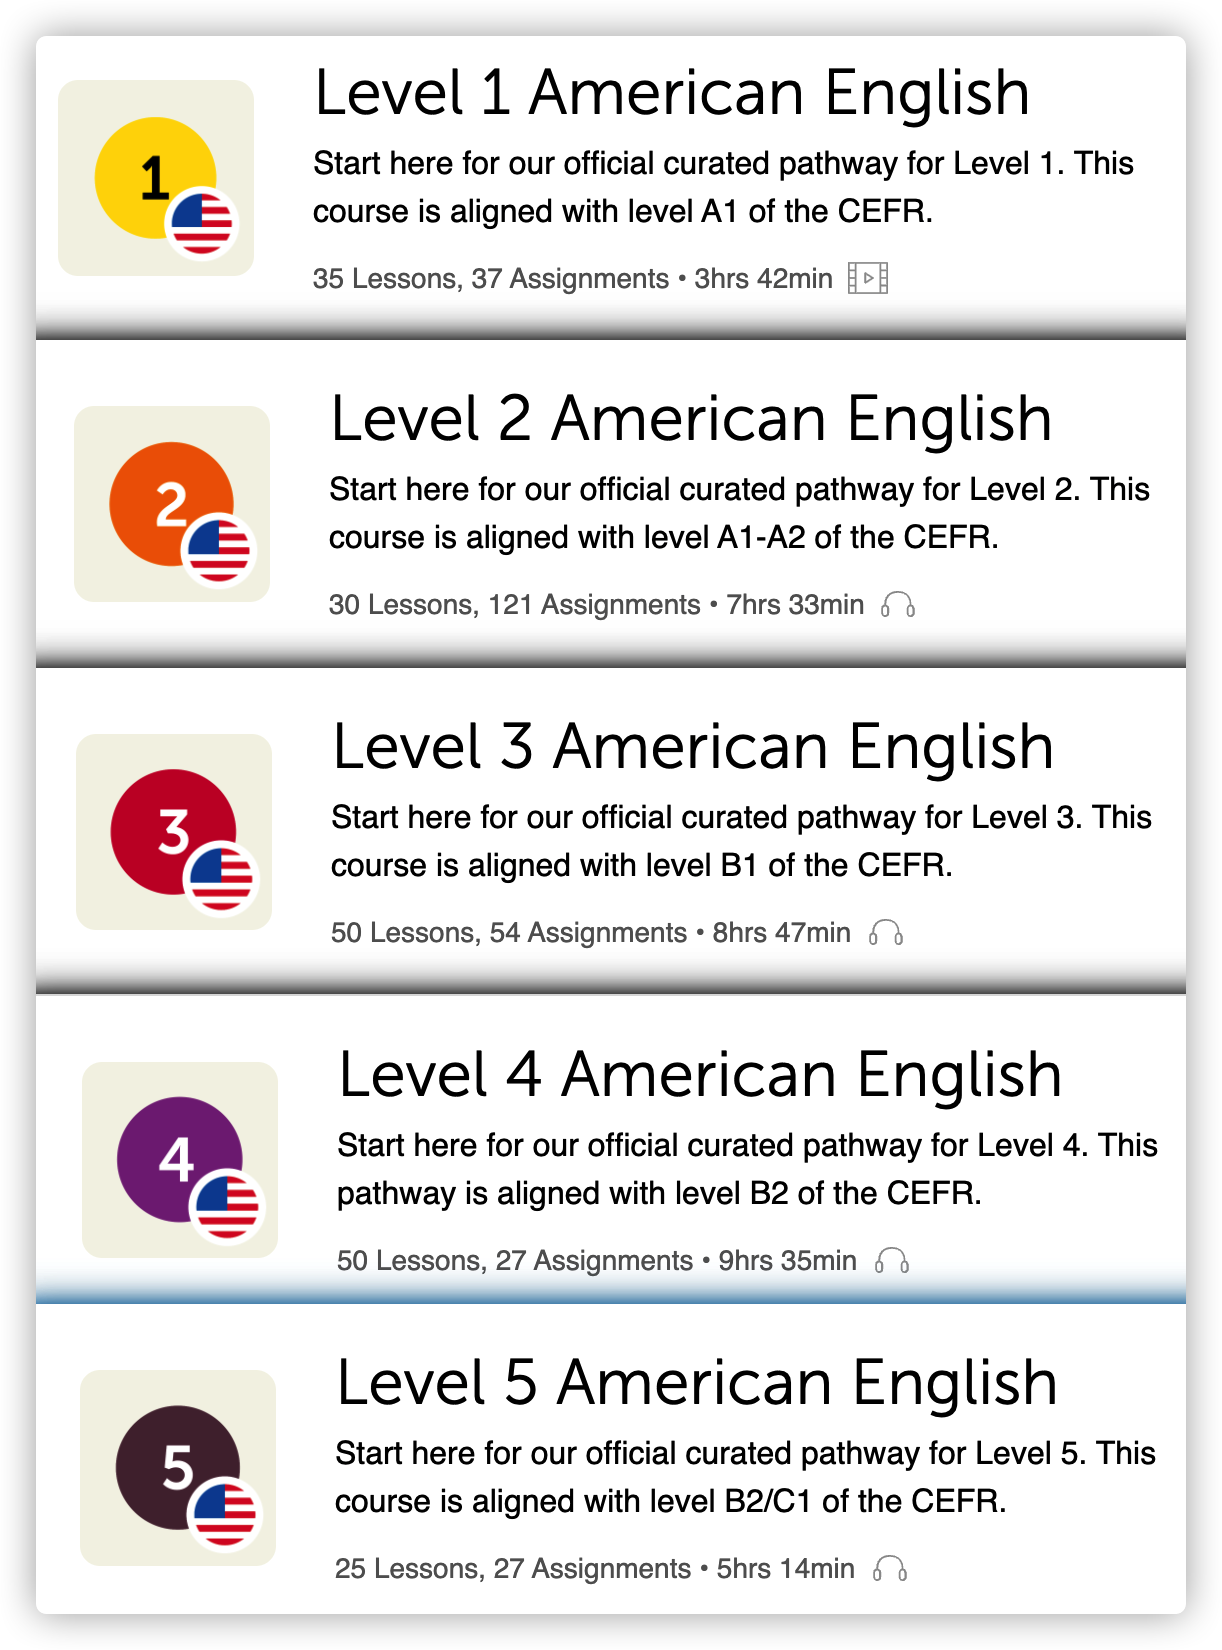 1
Level 1 American English
Start here for our official curated pathway for Level 1. This
course is aligned with level A1 of the CEFR.
35 Lessons, 37 Assignments • 3hrs 42min
2
Level 2 American English
Start here for our official curated pathway for Level 2. This
course is aligned with level A1-A2 of the CEFR.
30 Lessons, 121 Assignments • 7hrs 33min
3
Level 3 American English
Start here for our official curated pathway for Level 3. This
course is aligned with level B1 of the CEFR.
50 Lessons, 54 Assignments • 8hrs 47min
4
Level 4 American English
Start here for our official curated pathway for Level 4. This
pathway is aligned with level B2 of the CEFR.
50 Lessons, 27 Assignments • 9hrs 35min
5
Level 5 American English
Start here for our official curated pathway for Level 5. This
course is aligned with level B2/C1 of the CEFR.
25 Lessons, 27 Assignments • 5hrs 14min